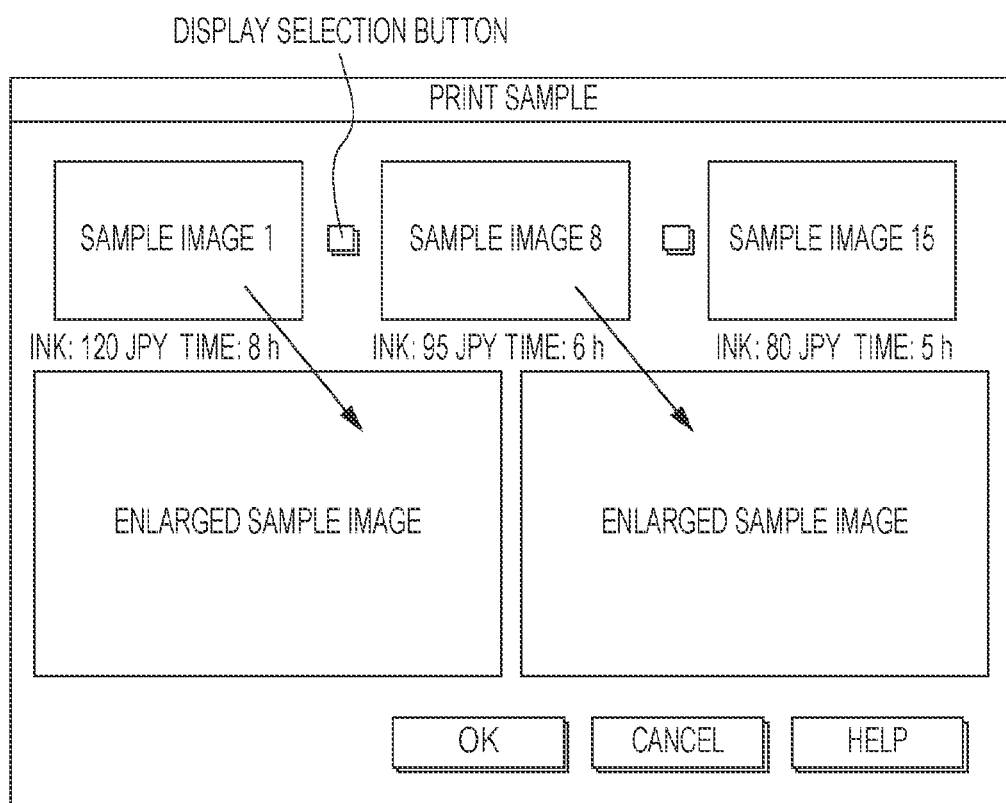 DISPLAY SELECTION BUTTON
PRINT SAMPLE
SAMPLE IMAGE 1
SAMPLE IMAGE 8
SAMPLE IMAGE 15
INK: 120 JPY TIME: 8 h
INK: 95 JPY TIME: 6 h
INK: 80 JPY TIME: 5 h
ENLARGED SAMPLE IMAGE
ENLARGED SAMPLE IMAGE
OK
CANCEL
HELP